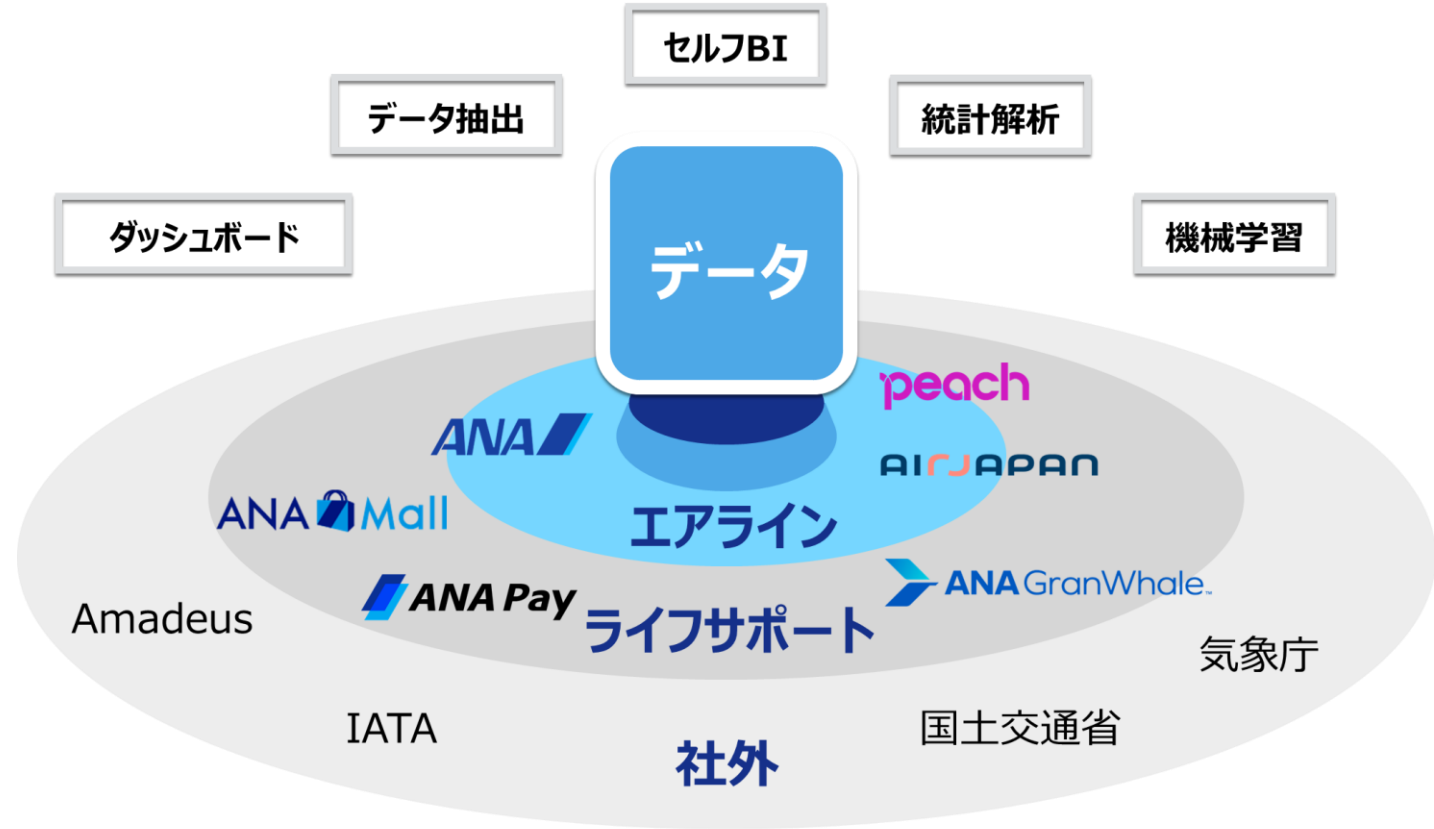 セルフBI
データ抽出
統計解析
ダッシュボード
機械学習
データ
peach
ANA
AIRJAPAN
ANA Mall
エアライン
ANA Pay
ANA GranWhale™
Amadeus
ライフサポート
気象庁
IATA
国土交通省
社外